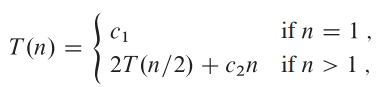 T(n) = { c₁ if n = 1 ,
2T(n/2) + c₂n if n > 1 ,